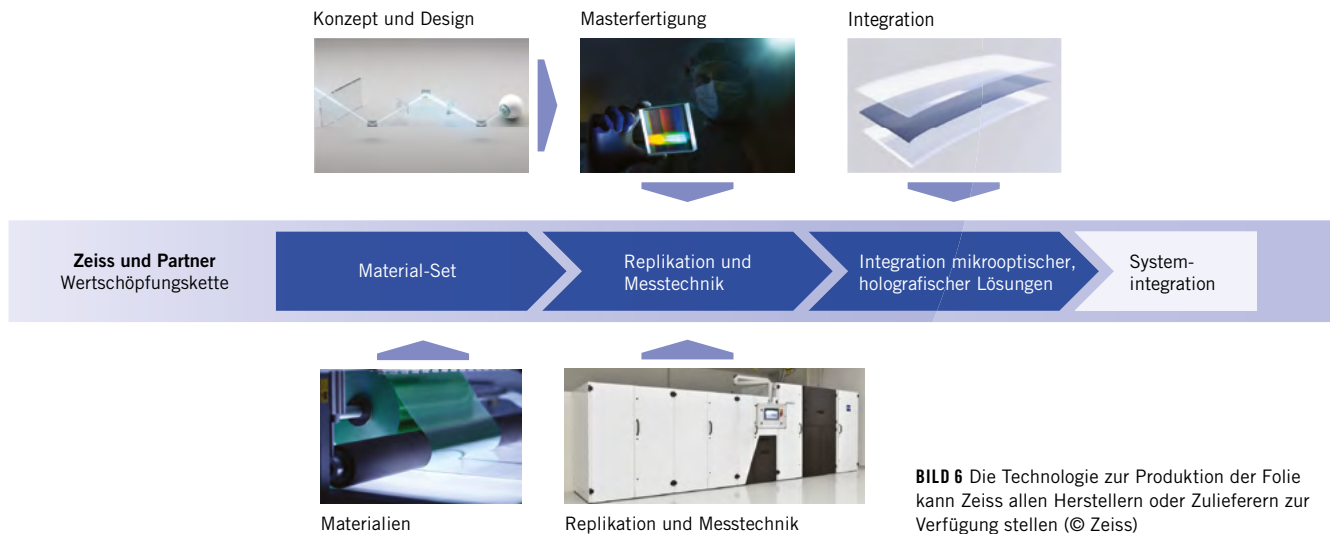 Konzept und Design
Masterfertigung
Integration
Zeiss und Partner
Wertschöpfungskette
Material-Set
Replikation und
Messtechnik
Integration mikrooptischer,
holografischer Lösungen
System-
integration
Materialien
Replikation und Messtechnik
BILD 6 Die Technologie zur Produktion der Folie
kann Zeiss allen Herstellern oder Zulieferern zur
Verfügung stellen (© Zeiss)